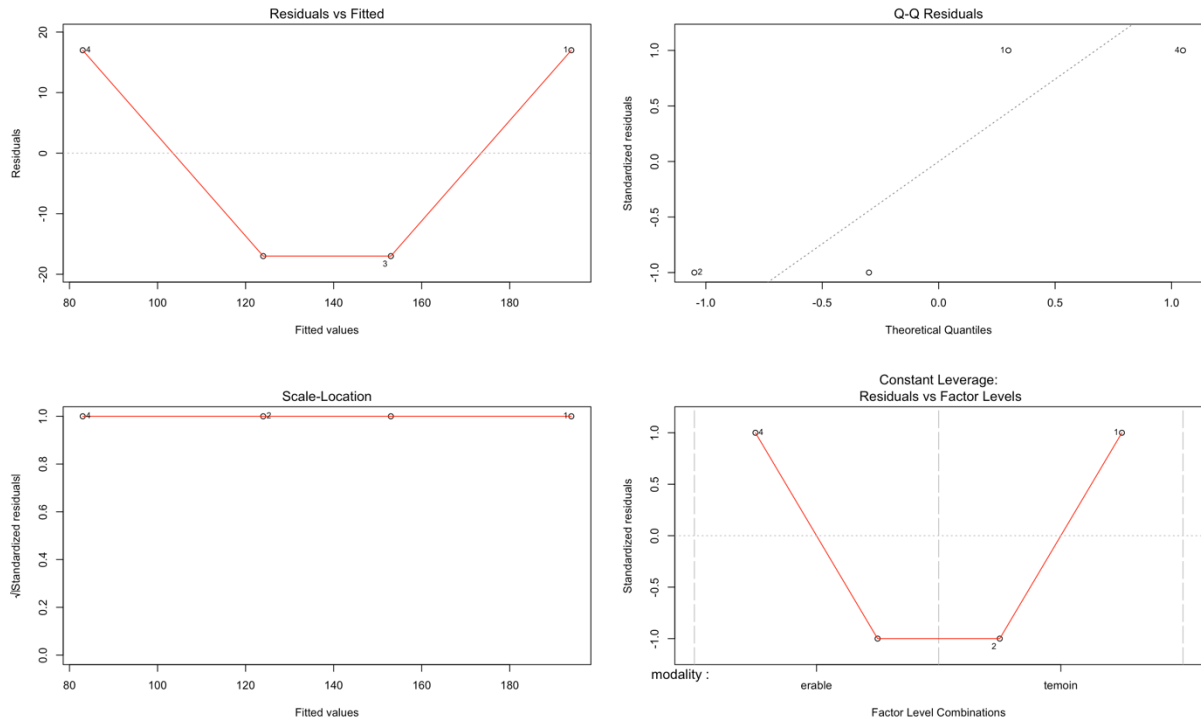 Residuals vs Fitted
20
10
0
-10
-20
Residuals
4
1
3
80 100 120 140 160 180
Fitted values
Q-Q Residuals
1.0
0.5
0.0
-0.5
-1.0
Standardized residuals
1
4
2
-1.0 -0.5 0.0 0.5 1.0
Theoretical Quantiles
Scale-Location
1.0
0.8
0.6
0.4
0.2
0.0
√|Standardized residuals|
4
2
1
80 100 120 140 160 180
Fitted values
Constant Leverage:
Residuals vs Factor Levels
1.0
0.5
0.0
-0.5
-1.0
Standardized residuals
4
1
2
modality :
erable temoin
Factor Level Combinations